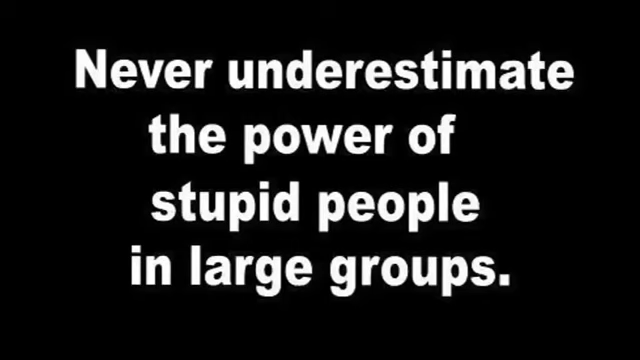 Never underestimate
the power of
stupid people
in large groups.